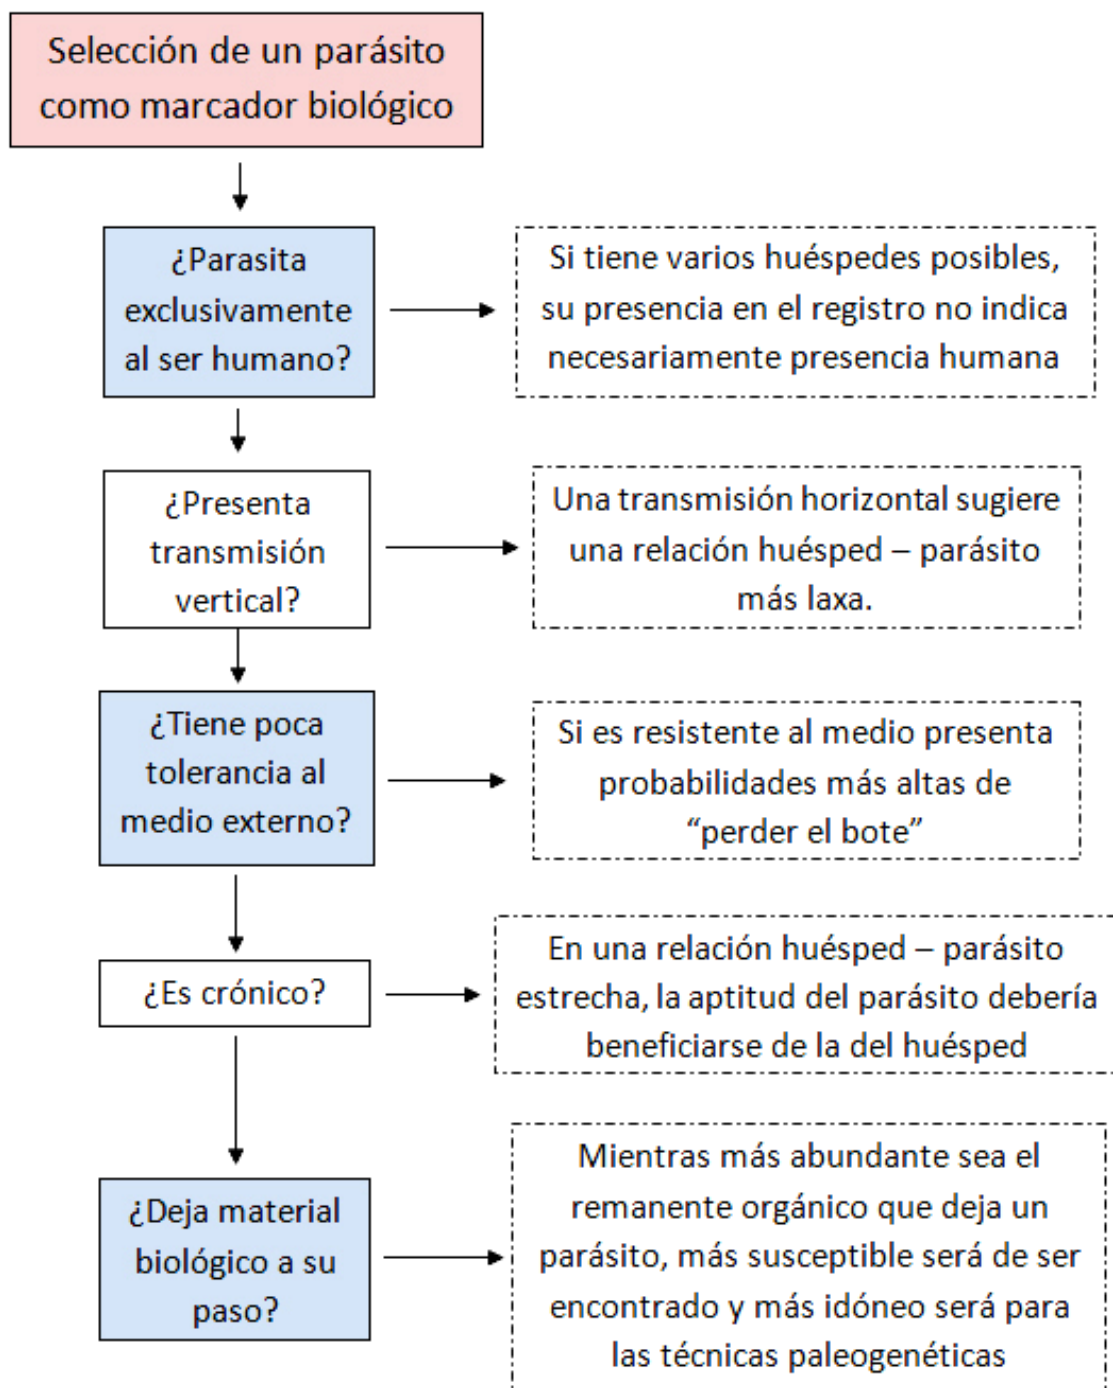 Selección de un parásito
como marcador biológico
¿Parasita
exclusivamente
al ser humano?
Si tiene varios huéspedes posibles,
su presencia en el registro no indica
necesariamente presencia humana
¿Presenta
transmisión
vertical?
Una transmisión horizontal sugiere
una relación huésped – parásito
más laxa.
¿Tiene poca
tolerancia al
medio externo?
Si es resistente al medio presenta
probabilidades más altas de
“perder el bote”
¿Es crónico?
En una relación huésped – parásito
estrecha, la aptitud del parásito debería
beneficiarse de la del huésped
¿Deja material
biológico a su
paso?
Mientras más abundante sea el
remanente orgánico que deja un
parásito, más susceptible será de ser
encontrado y más idóneo será para
las técnicas paleogenéticas